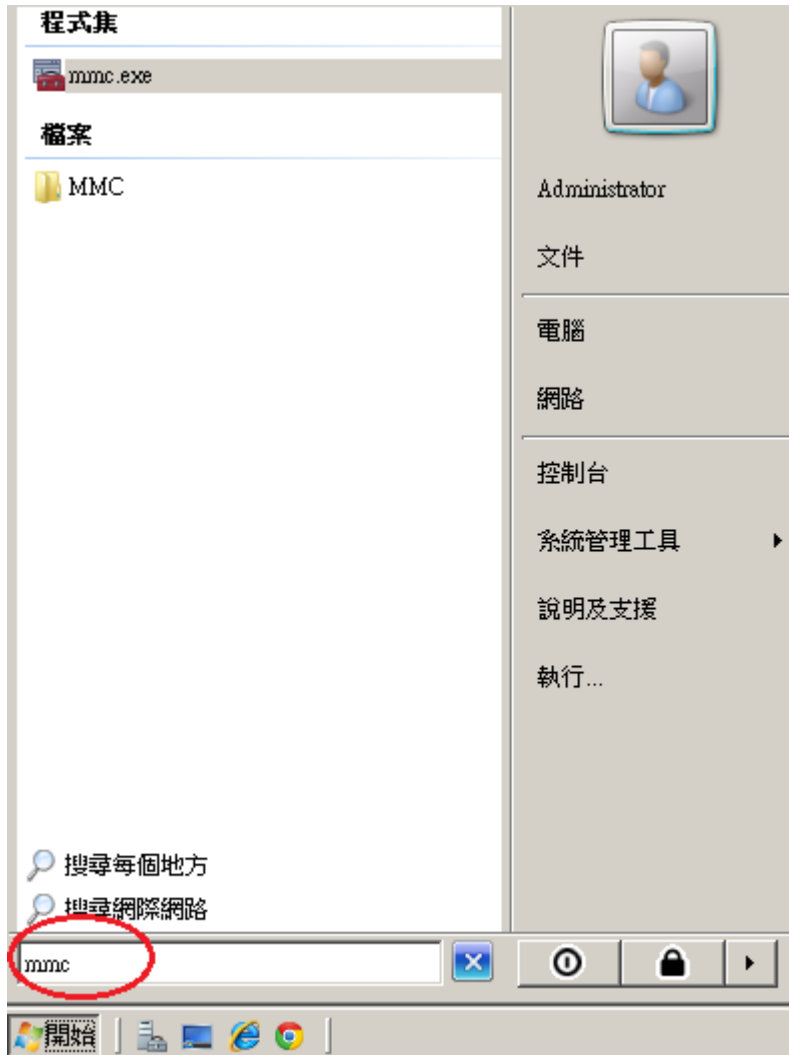 程式集
mmc.exe
檔案
MMC
搜尋每個地方
搜尋網際網路
mmc
Administrator
文件
電腦
網路
控制台
系統管理工具
說明及支援
執行...
開始